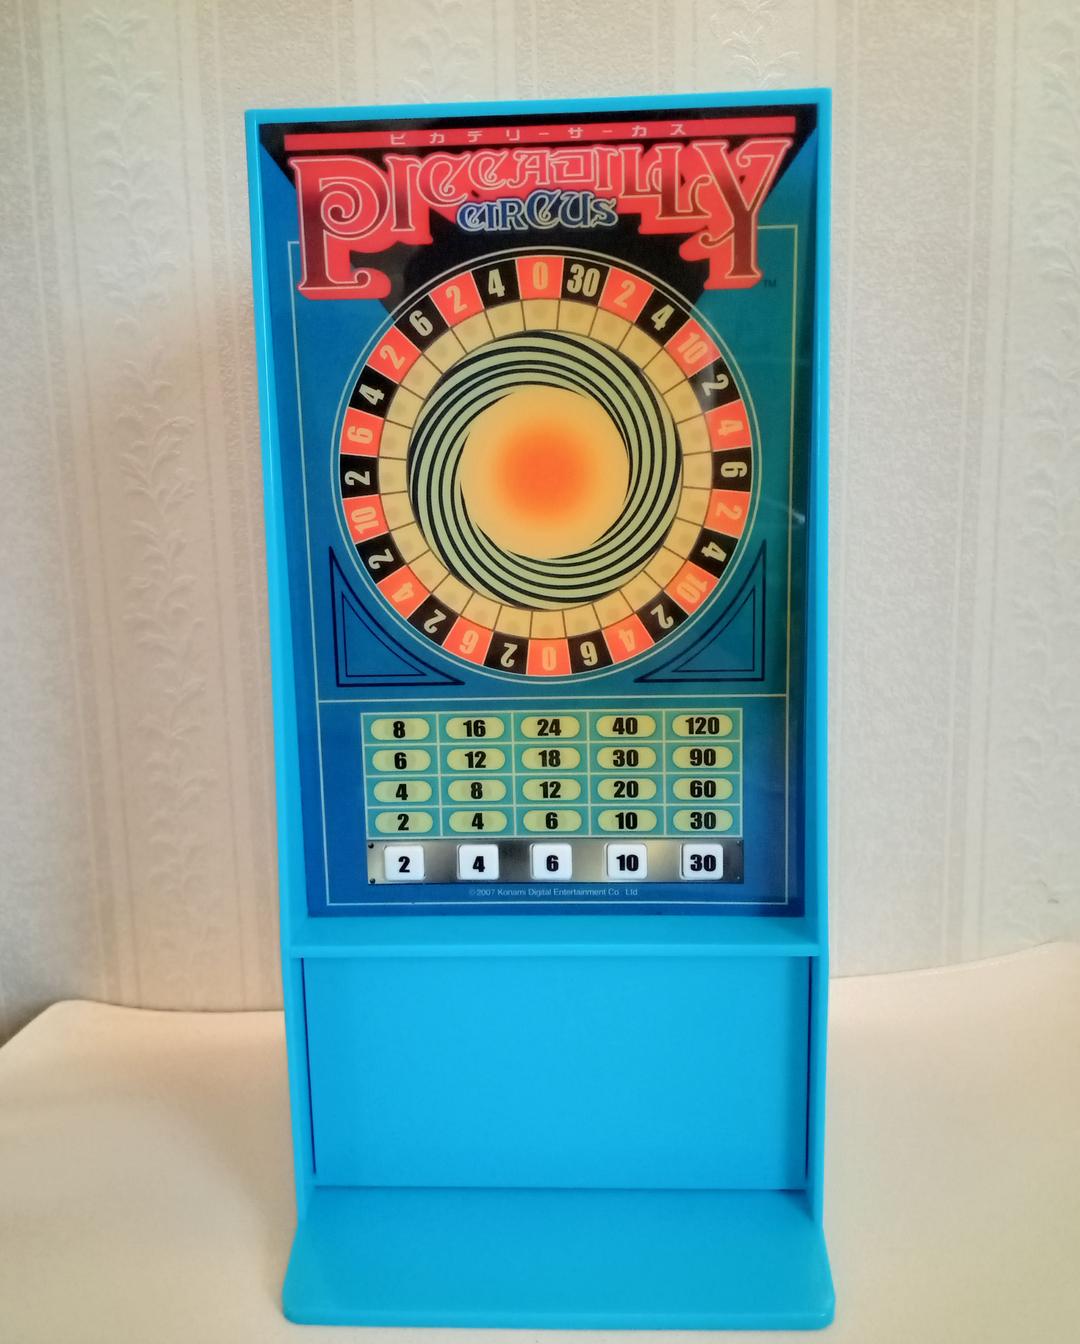 ピカデリーサーカス
PICCADILLY
CIRCUS
TM
0 30 2 4 10 2 4 6 2 4 10 2 4 6 0 2 6 2 4 2 10 2 6 4 2 6 2 4
8 16 24 40 120
6 12 18 30 90
4 8 12 20 60
2 4 6 10 30
2 4 6 10 30
©2007 Konami Digital Entertainment Co Ltd